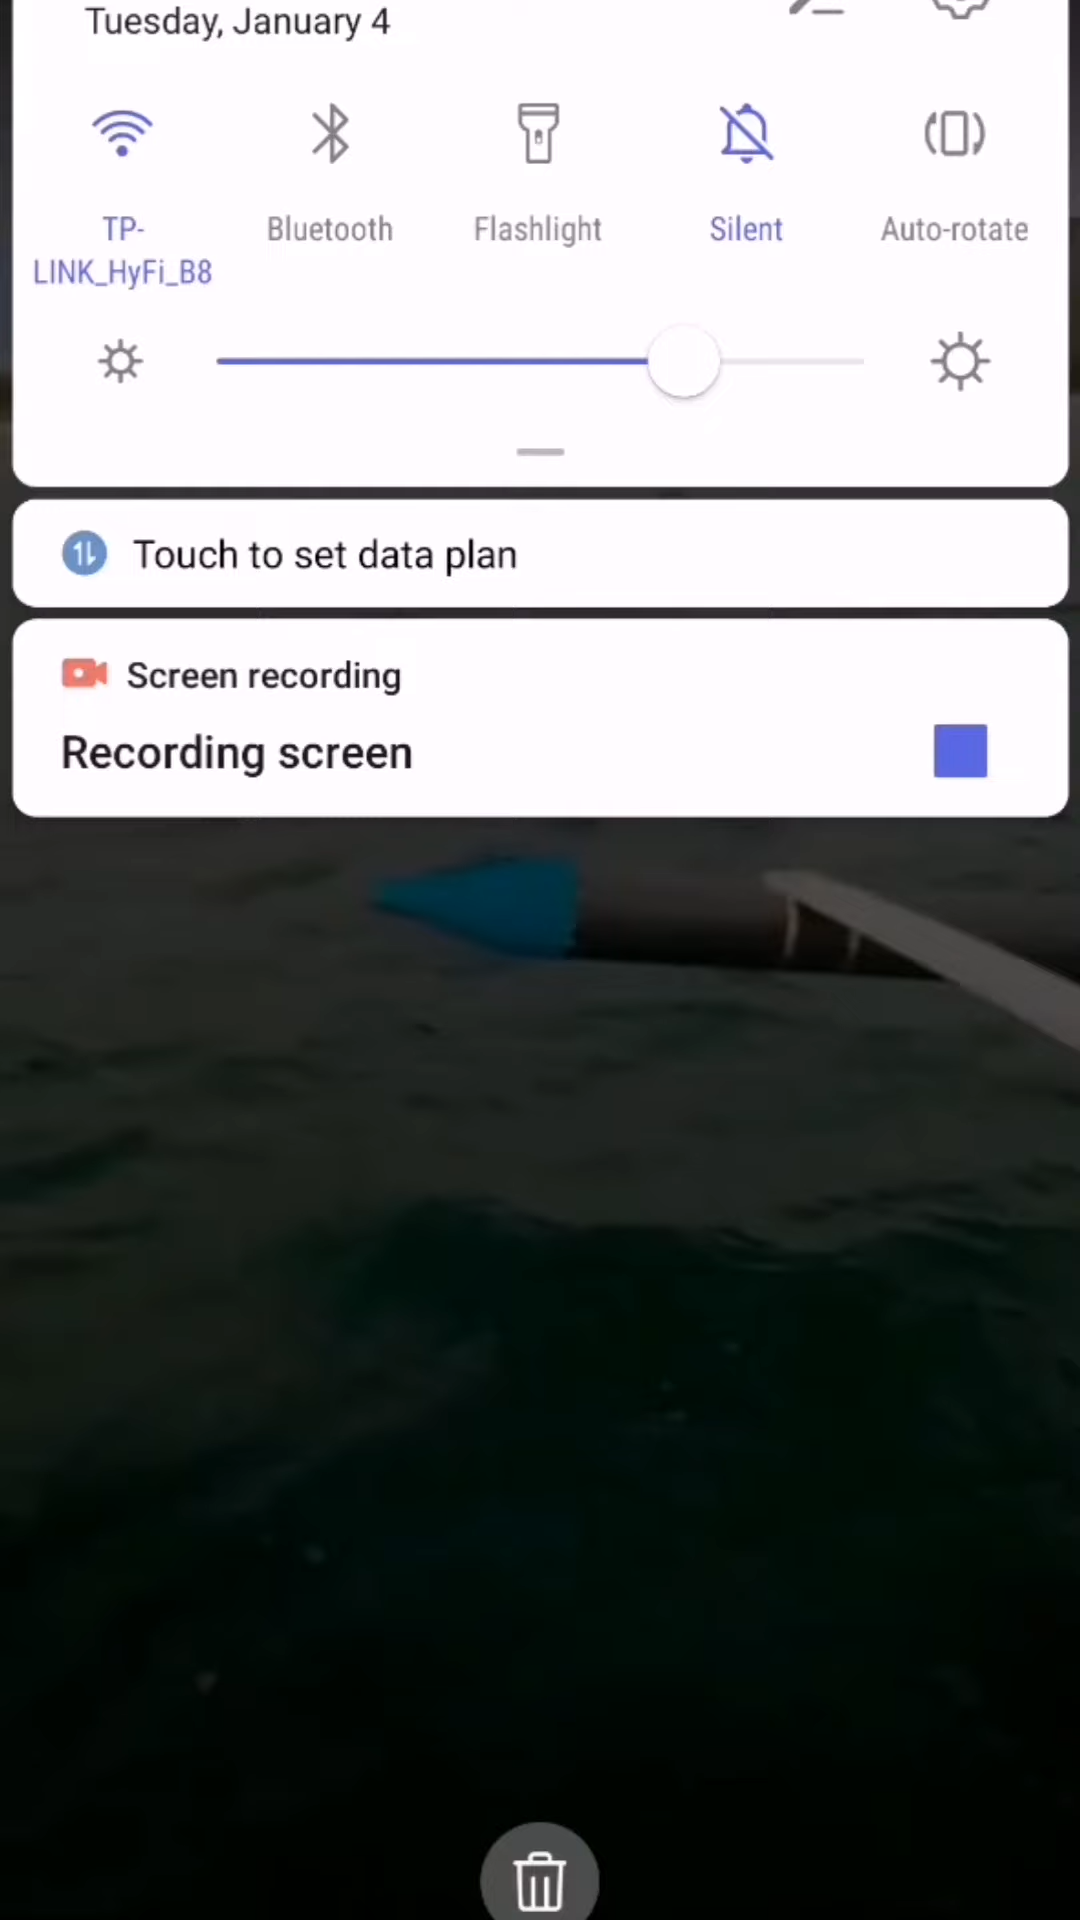 Tuesday, January 4
TP-
LINK_HyFi_B8
Bluetooth
Flashlight
Silent
Auto-rotate
Touch to set data plan
Screen recording
Recording screen